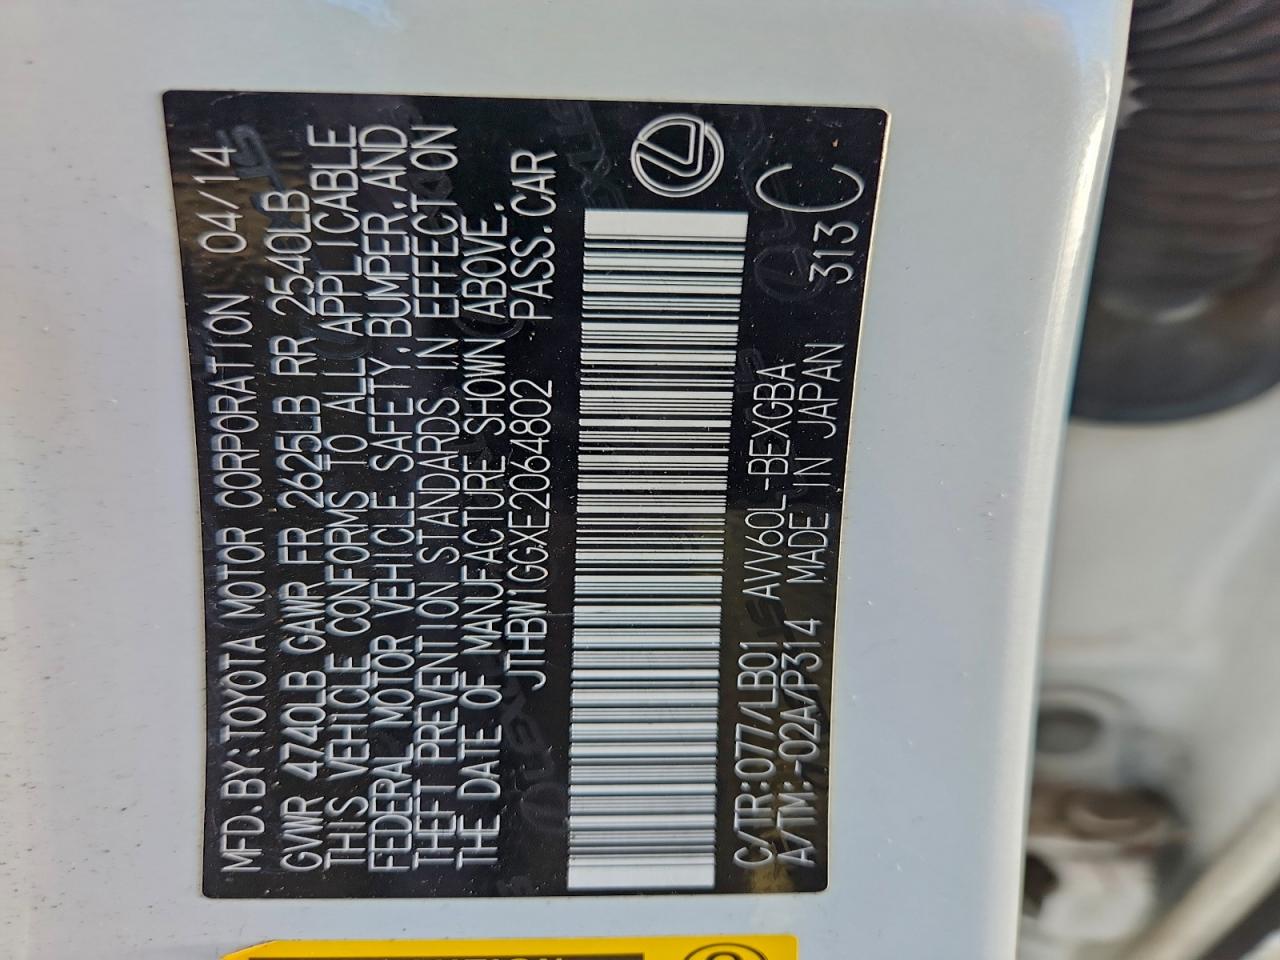 MFD.BY:TOYOTA MOTOR CORPORATION 04/14
GVWR 4740LB GAWR FR 2625LB RR 2540LB
THIS VEHICLE CONFORMS TO ALL APPLICABLE
FEDERAL MOTOR VEHICLE SAFETY, BUMPER, AND
THEFT PREVENTION STANDARDS IN EFFECT ON
THE DATE OF MANUFACTURE SHOWN ABOVE.
JTHBW1GGXE2064802 PASS.CAR
C/TR:077/LB01 AVV60L-BEXGBA
A/TM:-02A/P314 MADE IN JAPAN 313 C